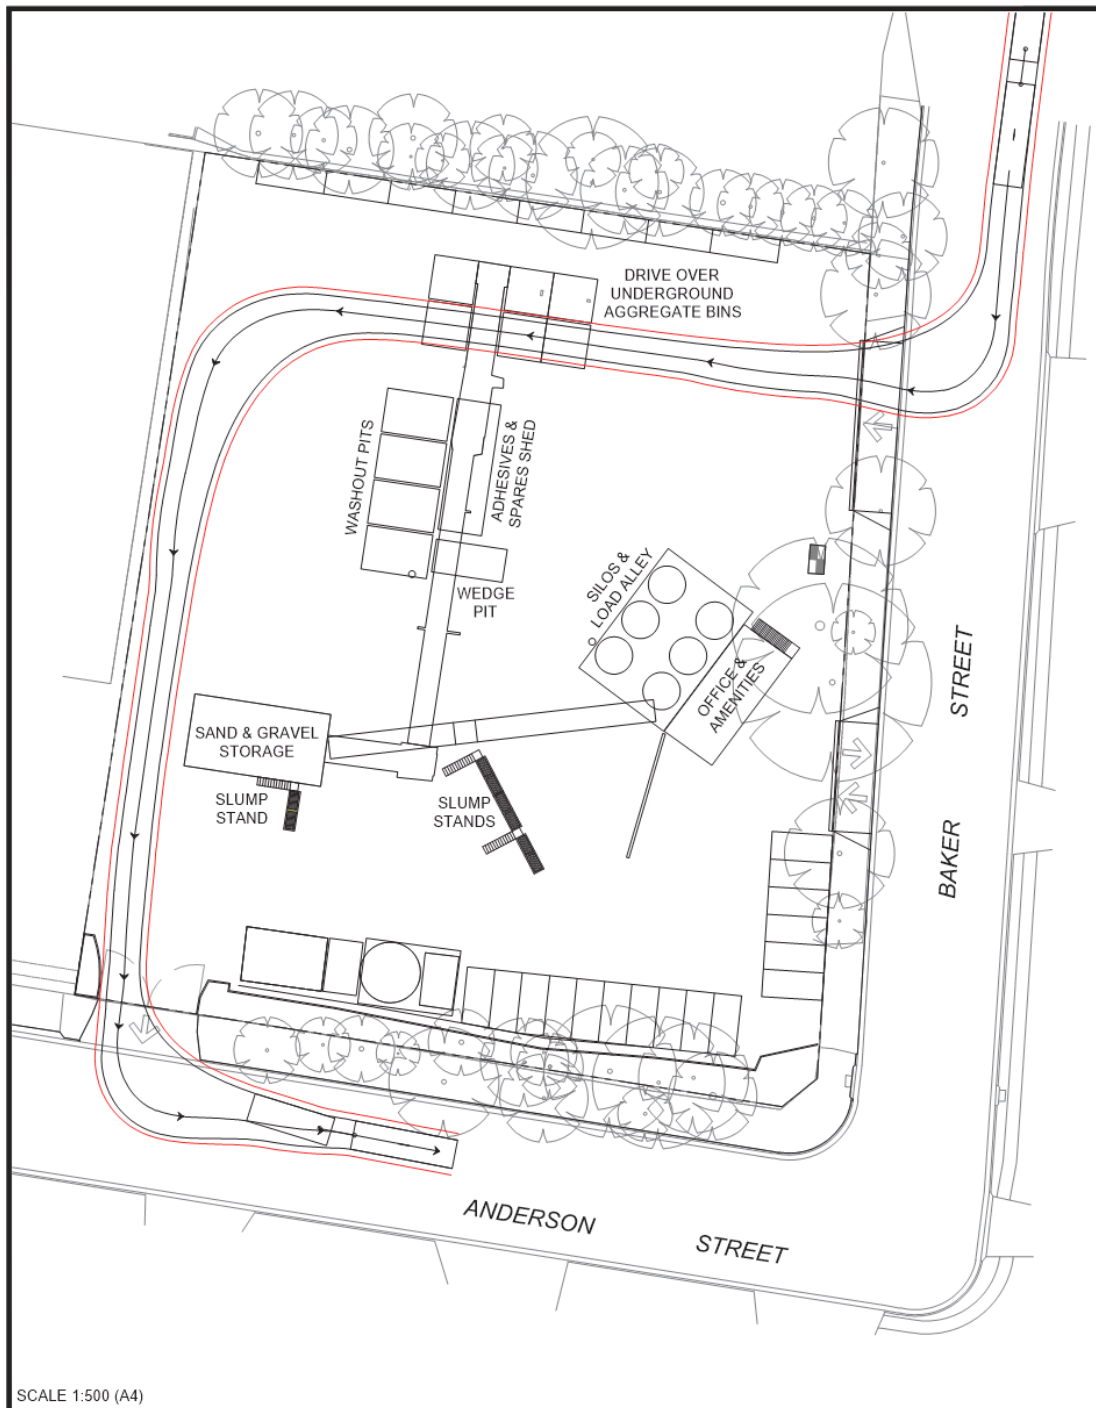 DRIVE OVER
UNDERGROUND
AGGREGATE BINS
WASHOUT PITS
ADHESIVES &
SPARES SHED
WEDGE
PIT
SILOS &
LOAD ALLEY
OFFICE &
AMENITIES
SAND & GRAVEL
STORAGE
SLUMP
STAND
SLUMP
STANDS
BAKER STREET
ANDERSON STREET
SCALE 1:500 (A4)